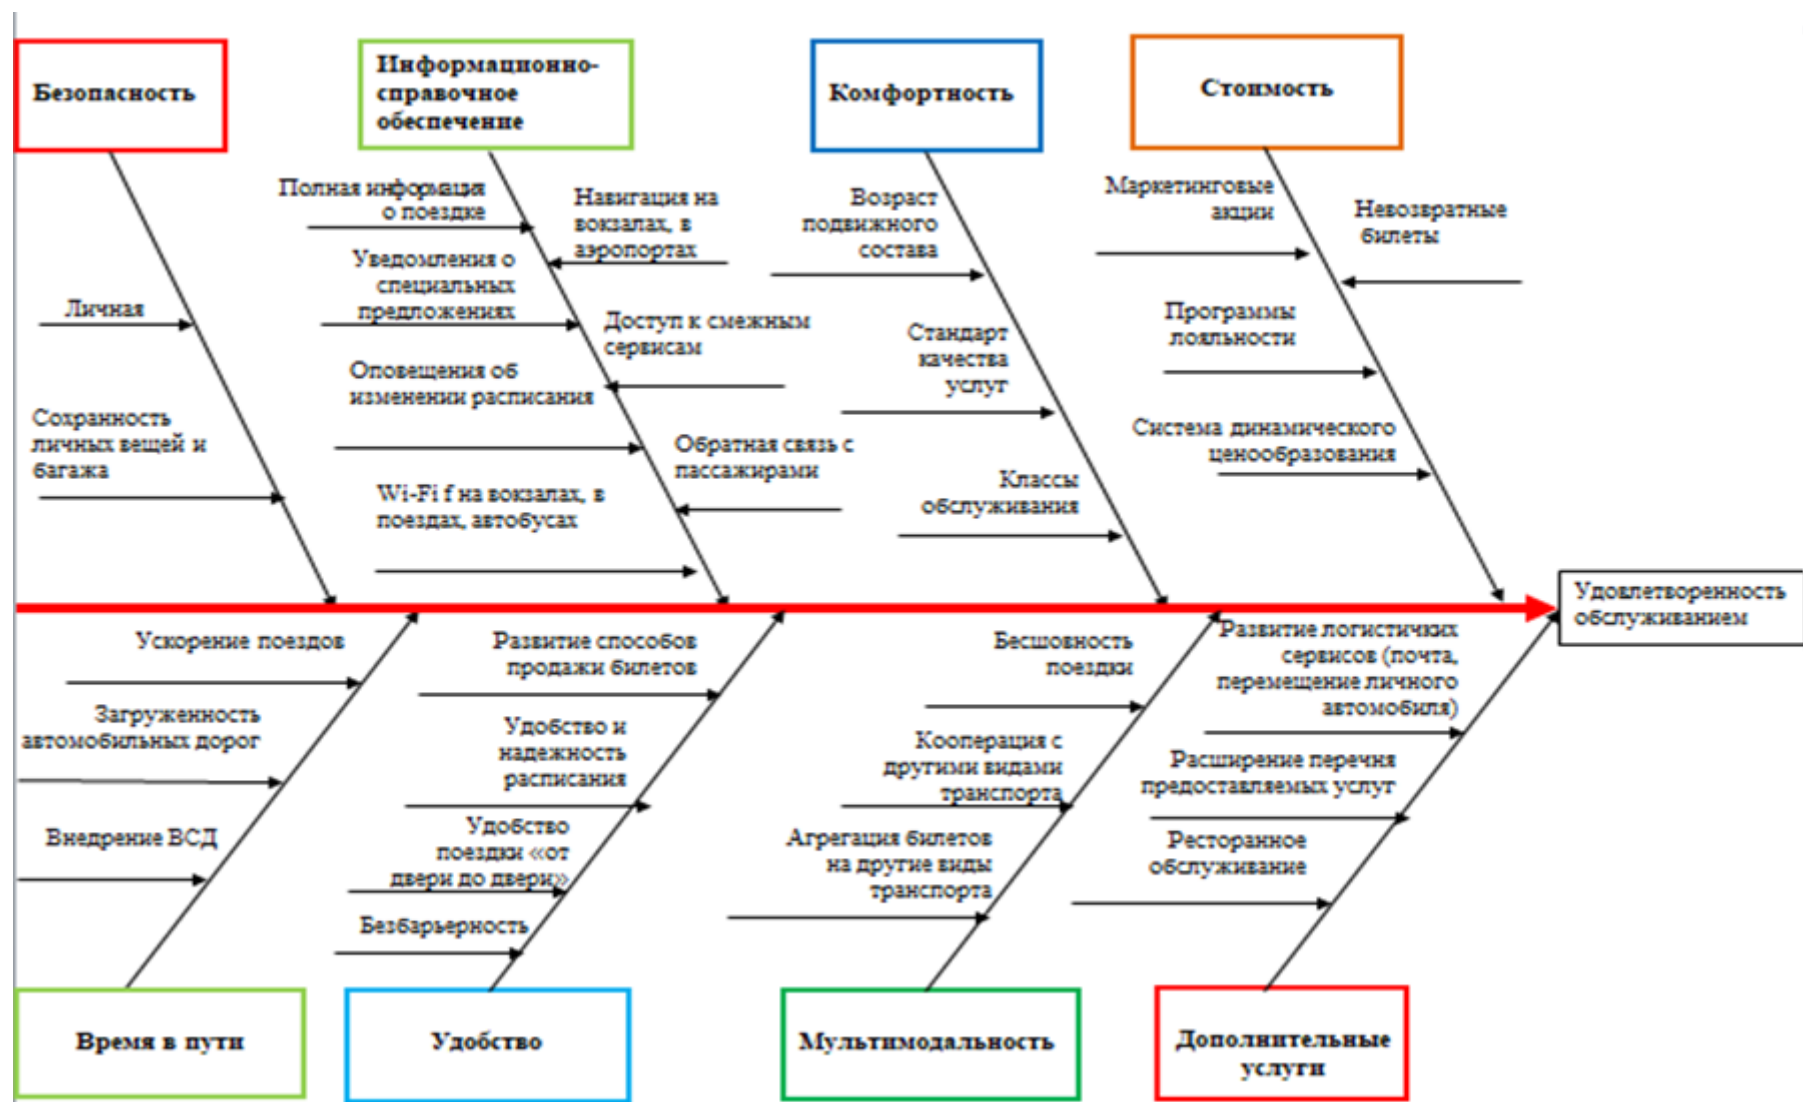 Безопасность
Информационно-
справочное
обеспечение
Комфортность
Стоимость
Личная
Сохранность
личных вещей и
багажа
Полная информация
о поездке
Уведомления о
специальных
предложениях
Оповещения об
изменении расписания
Wi-Fi f на вокзалах, в
поездах, автобусах
Навигация на
вокзалах, в
аэропортах
Доступ к смежным
сервисам
Обратная связь с
пассажирами
Возраст
подвижного
состава
Стандарт
качества
услуг
Классы
обслуживания
Маркетинговые
акции
Программы
лояльности
Система динамического
ценообразования
Невозвратные
билеты
Удовлетворенность
обслуживанием
Ускорение поездов
Загруженность
автомобильных дорог
Внедрение ВСД
Развитие способов
продажи билетов
Удобство и
надежность
расписания
Удобство
поездки «от
двери до двери»
Безбарьерность
Бесшовность
поездки
Кооперация с
другими видами
транспорта
Агрегация билетов
на другие виды
транспорта
Развитие логистичких
сервисов (почта,
перемещение личного
автомобиля)
Расширение перечня
предоставляемых услуг
Ресторанное
обслуживание
Время в пути
Удобство
Мультимодальность
Дополнительные
услуги